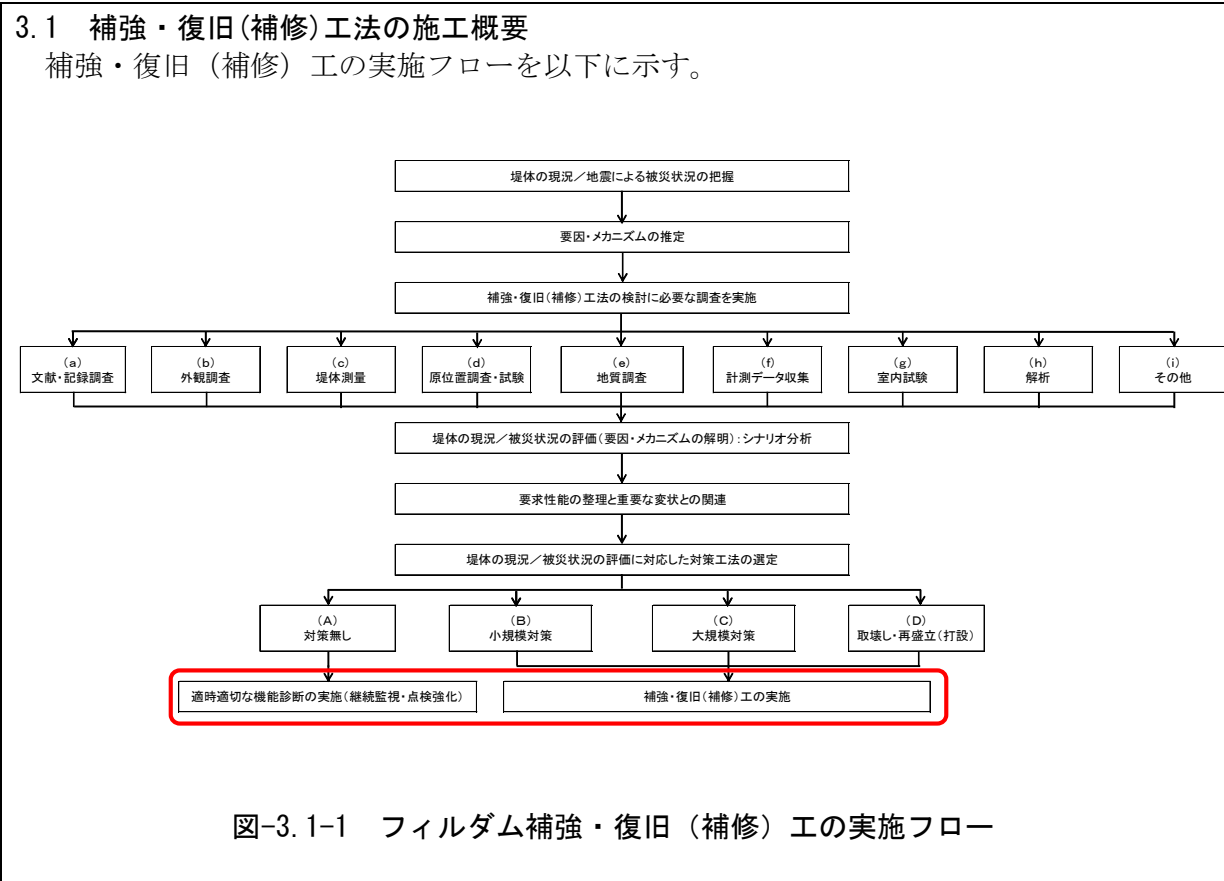 3.1 補強・復旧(補修)工法の施工概要
補強・復旧（補修）工の実施フローを以下に示す。
堤体の現況／地震による被災状況の把握
要因・メカニズムの推定
補強・復旧(補修)工法の検討に必要な調査を実施
(a)
文献・記録調査
(b)
外観調査
(c)
堤体測量
(d)
原位置調査・試験
(e)
地質調査
(f)
計測データ収集
(g)
室内試験
(h)
解析
(i)
その他
堤体の現況／被災状況の評価(要因・メカニズムの解明)：シナリオ分析
要求性能の整理と重要な変状との関連
堤体の現況／被災状況の評価に対応した対策工法の選定
(A)
対策無し
(B)
小規模対策
(C)
大規模対策
(D)
取壊し・再盛立(打設)
適時適切な機能診断の実施(継続監視・点検強化)
補強・復旧(補修)工の実施
図-3.1-1 フィルダム補強・復旧（補修）工の実施フロー